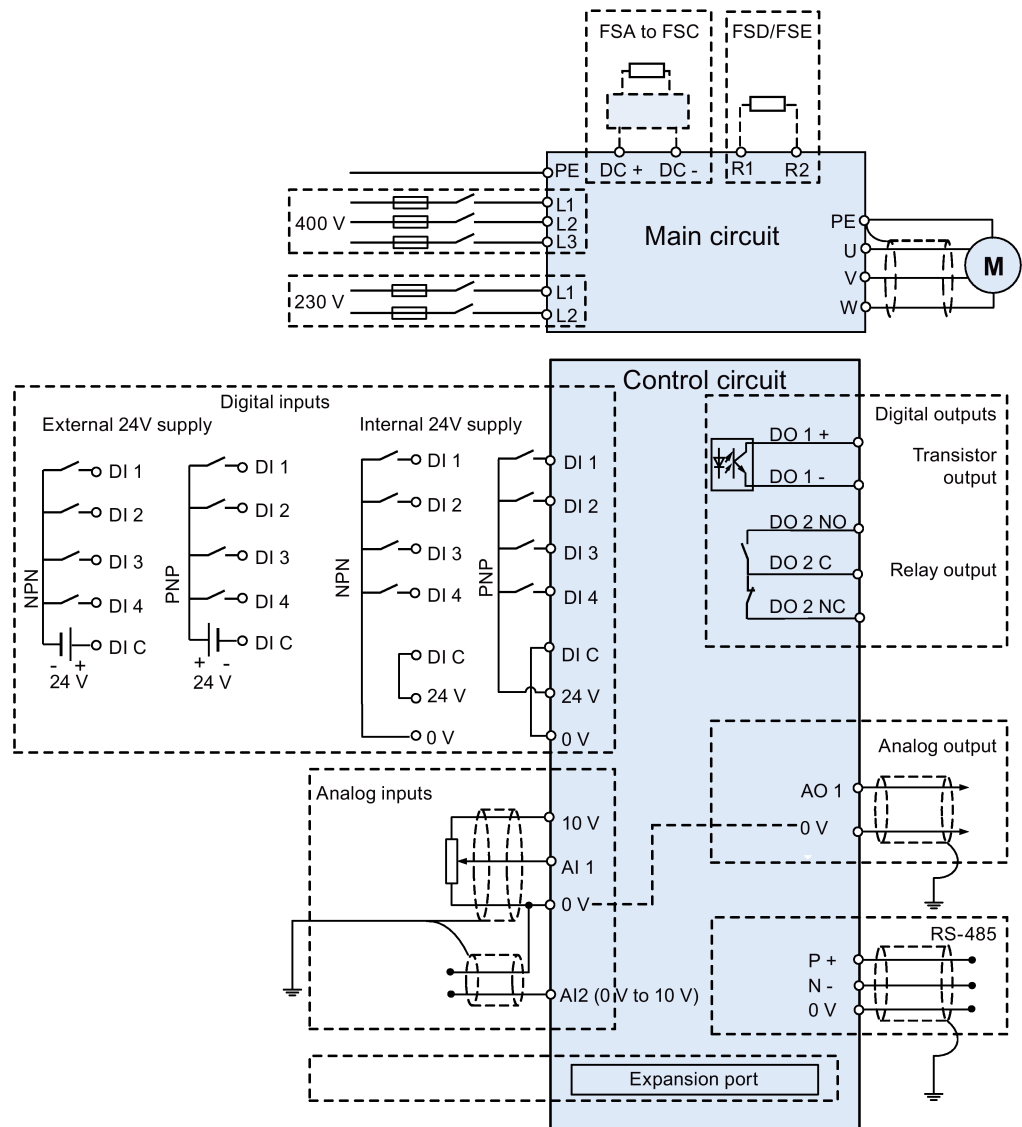 FSA to FSC
FSD/FSE
PE
DC +
DC -
R1
R2
400 V
L1
L2
L3
Main circuit
PE
U
V
W
M
230 V
L1
L2
Control circuit
Digital inputs
External 24V supply
Internal 24V supply
NPN
DI 1
DI 2
DI 3
DI 4
DI C
- +
24 V
PNP
DI 1
DI 2
DI 3
DI 4
DI C
+ -
24 V
NPN
DI 1
DI 2
DI 3
DI 4
DI C
24 V
0 V
PNP
DI 1
DI 2
DI 3
DI 4
DI C
24 V
0 V
Digital outputs
DO 1 +
DO 1 -
Transistor
output
DO 2 NO
DO 2 C
DO 2 NC
Relay output
Analog inputs
10 V
AI 1
0 V
AI2 (0 V to 10 V)
Analog output
AO 1
0 V
RS-485
P +
N -
0 V
Expansion port